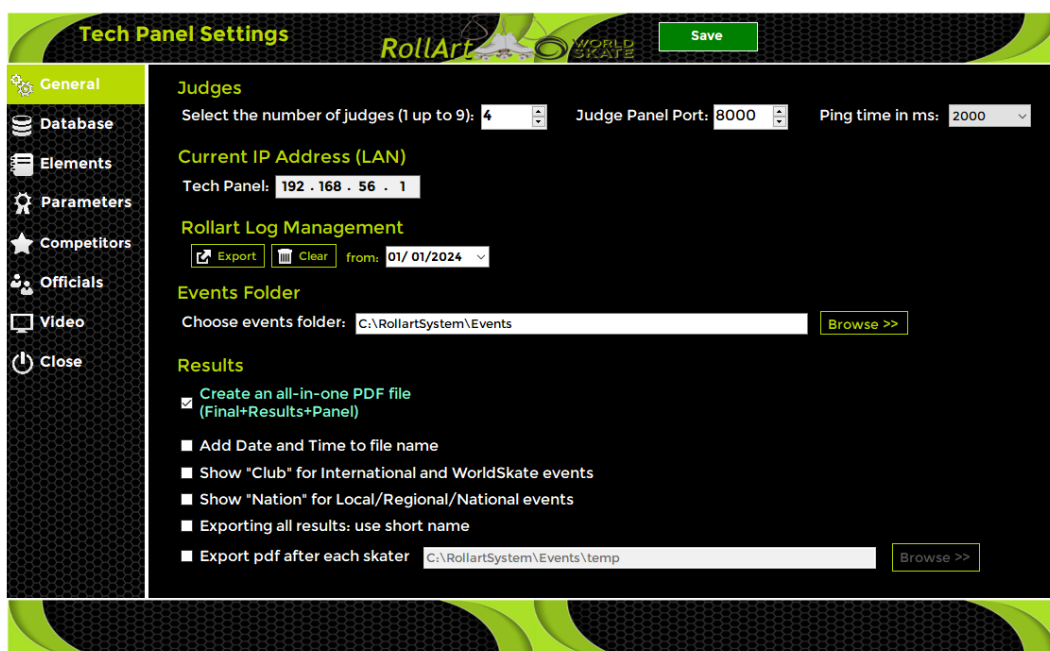 Tech Panel Settings
RollArt
WORLD
SKATE
Save
General
Database
Elements
Parameters
Competitors
Officials
Video
Close
Judges
Select the number of judges (1 up to 9): 4
Judge Panel Port: 8000
Ping time in ms: 2000
Current IP Address (LAN)
Tech Panel: 192 . 168 . 56 . 1
Rollart Log Management
Export Clear from: 01/ 01/2024
Events Folder
Choose events folder: C:\RollartSystem\Events Browse >>
Results
Create an all-in-one PDF file
(Final+Results+Panel)
Add Date and Time to file name
Show "Club" for International and WorldSkate events
Show "Nation" for Local/Regional/National events
Exporting all results: use short name
Export pdf after each skater C:\RollartSystem\Events\temp Browse >>